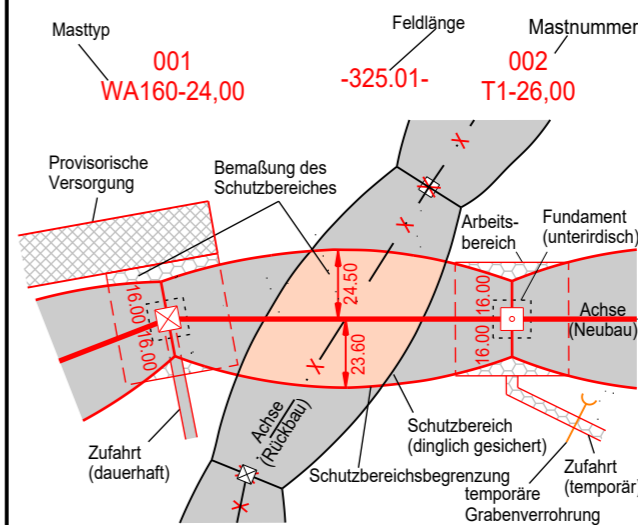 Masttyp
Feldlänge
Mastnummer
001
WA160-24,00
-325.01-
002
T1-26,00
Provisorische
Versorgung
Bemaßung des
Schutzbereiches
Arbeits-
bereich
Fundament
(unterirdisch)
16.00
16.00
24.50
23.60
16.00
16.00
Achse
(Neubau)
Achse
(Rückbau)
Zufahrt
(dauerhaft)
Schutzbereich
(dinglich gesichert)
Schutzbereichsbegrenzung
temporäre
Grabenverrohrung
Zufahrt
(temporär)